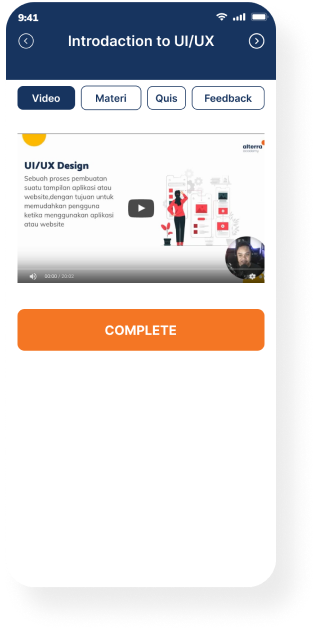 9:41
Introdaction to UI/UX
Video Materi Quis Feedback
alterra
UI/UX Design
Sebuah proses pembuatan
suatu tampilan aplikasi atau
website,dengan tujuan untuk
memudahkan pengguna
ketika menggunakan aplikasi
atau website
00:00 / 20:02
COMPLETE